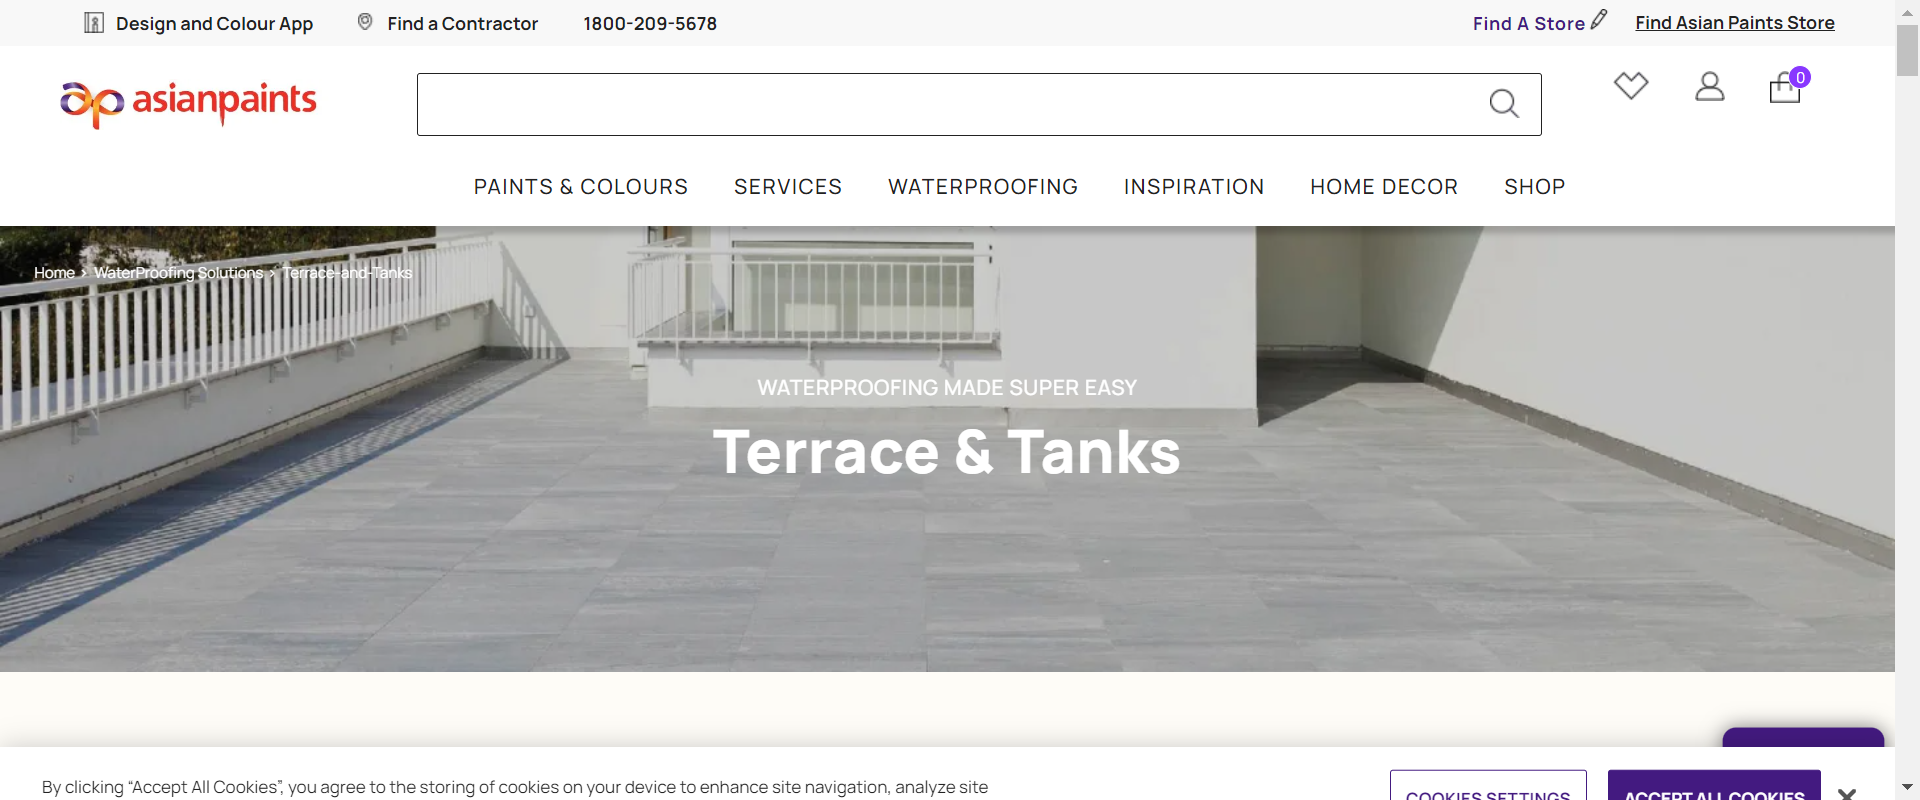 Design and Colour App
Find a Contractor
1800-209-5678
Find A Store
Find Asian Paints Store
asianpaints
0
PAINTS & COLOURS
SERVICES
WATERPROOFING
INSPIRATION
HOME DECOR
SHOP
Home > WaterProofing Solutions > Terrace-and-Tanks
WATERPROOFING MADE SUPER EASY
Terrace & Tanks
By clicking “Accept All Cookies”, you agree to the storing of cookies on your device to enhance site navigation, analyze site
COOKIES SETTINGS
ACCEPT ALL COOKIES